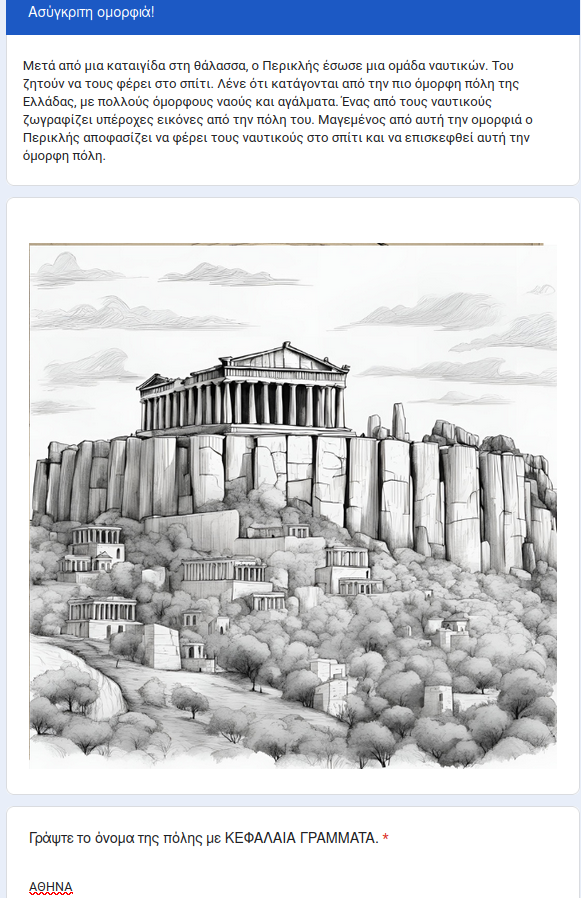 Ασύγκριτη ομορφιά!
Μετά από μια καταιγίδα στη θάλασσα, ο Περικλής έσωσε μια ομάδα ναυτικών. Του
ζητούν να τους φέρει στο σπίτι. Λένε ότι κατάγονται από την πιο όμορφη πόλη της
Ελλάδας, με πολλούς όμορφους ναούς και αγάλματα. Ένας από τους ναυτικούς
ζωγραφίζει υπέροχες εικόνες από την πόλη του. Μαγεμένος από αυτή την ομορφιά ο
Περικλής αποφασίζει να φέρει τους ναυτικούς στο σπίτι και να επισκεφθεί αυτή την
όμορφη πόλη.
Γράψτε το όνομα της πόλης με ΚΕΦΑΛΑΙΑ ΓΡΑΜΜΑΤΑ. *
ΑΘΗΝΑ